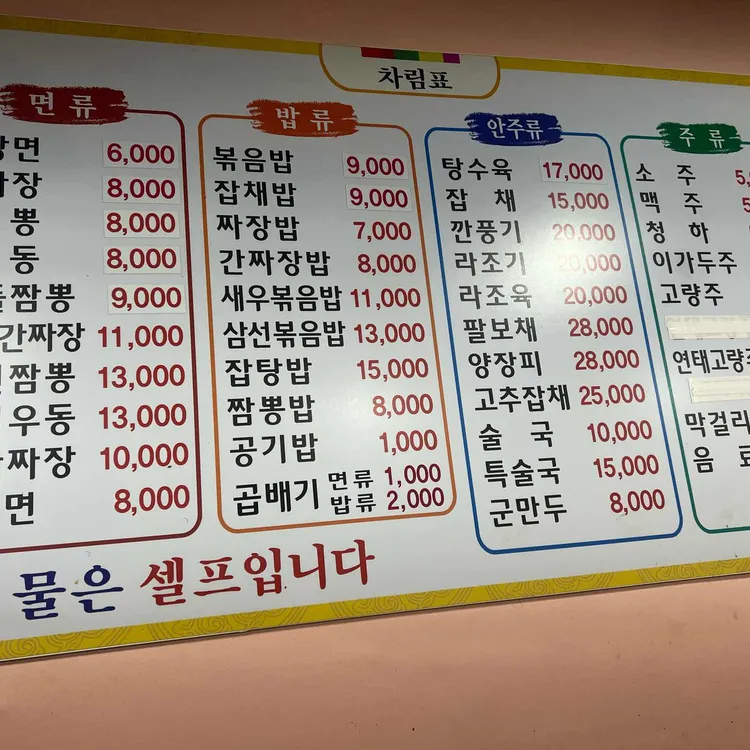 차림표
면류
6,000
8,000
뽕 8,000
동 8,000
짬뽕 9,000
간짜장 11,000
짬뽕 13,000
우동 13,000
짜장 10,000
면 8,000
밥류
볶음밥 9,000
잡채밥 9,000
짜장밥 7,000
간짜장밥 8,000
새우볶음밥 11,000
삼선볶음밥 13,000
잡탕밥 15,000
짬뽕밥 8,000
공기밥 1,000
곱배기 면류 1,000
밥류 2,000
안주류
탕수육 17,000
잡채 15,000
깐풍기 20,000
라조기 20,000
라조육 20,000
팔보채 28,000
양장피 28,000
고추잡채 25,000
술국 10,000
특술국 15,000
군만두 8,000
주류
소주
맥주
청하
이가두주
고량주
연태고량주
막걸리
음료
물은 셀프입니다